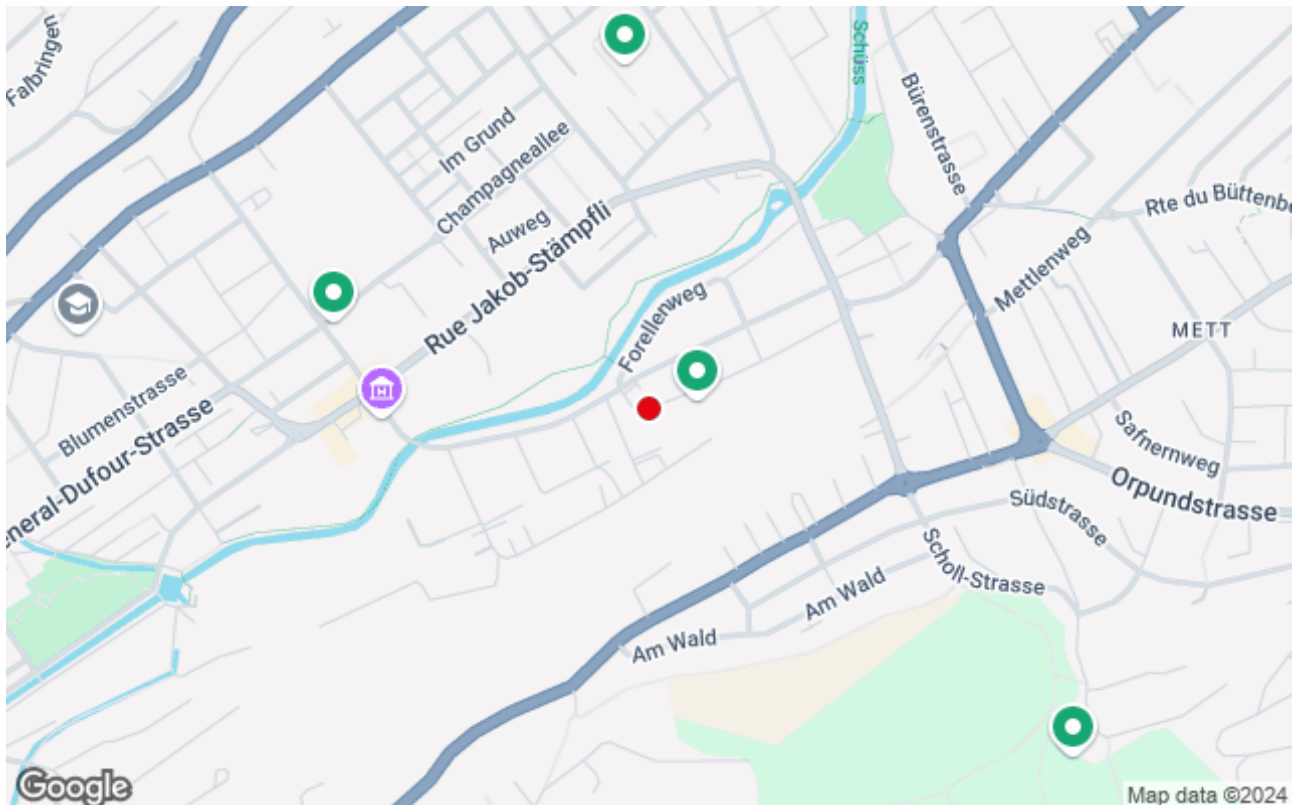 Falbringen
Schüss
Bürenstrasse
Im Grund
Champagneallee
Auweg
Rue Jakob-Stämpfli
Rte du Büttenbe
Mettlenweg
Forellenweg
METT
Blumenstrasse
eneral-Dufour-Strasse
Safnernweg
Orpundstrasse
Südstrasse
Scholl-Strasse
Am Wald
Am Wald
Google
Map data ©2024